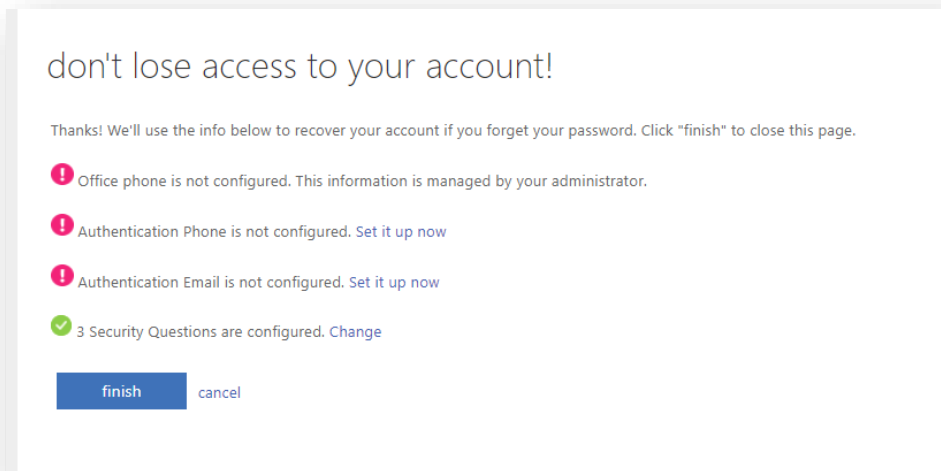 don't lose access to your account!
Thanks! We'll use the info below to recover your account if you forget your password. Click "finish" to close this page.
Office phone is not configured. This information is managed by your administrator.
Authentication Phone is not configured. Set it up now
Authentication Email is not configured. Set it up now
3 Security Questions are configured. Change
finish cancel